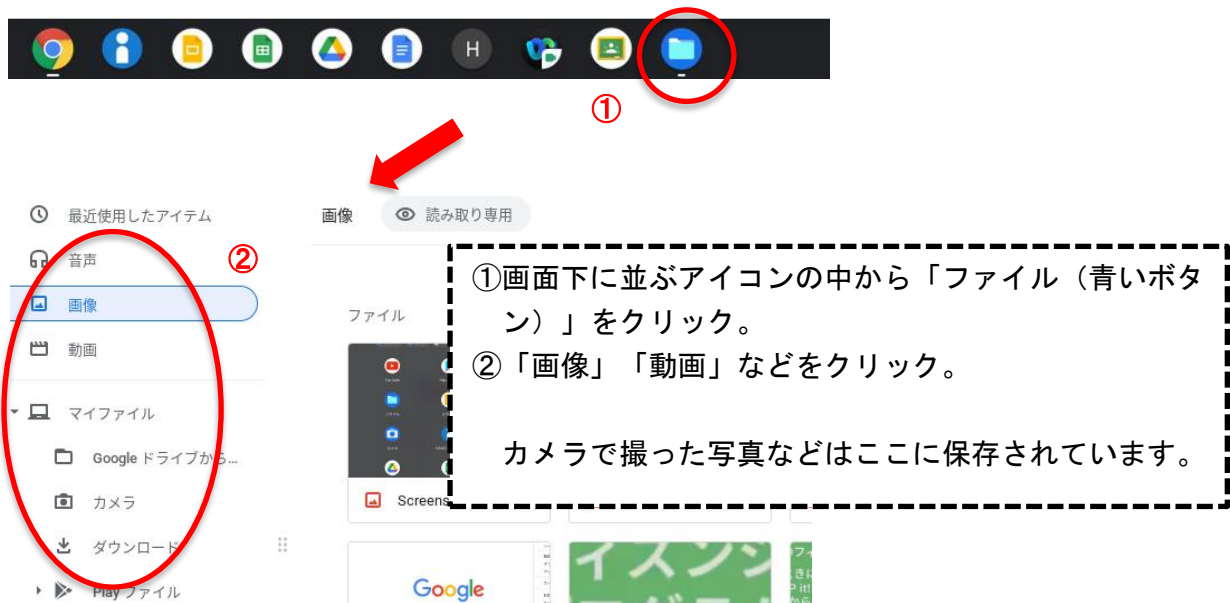 H
①
最近使用したアイテム
音声
②
画像
動画
マイファイル
Google ドライブから...
カメラ
ダウンロード
Play ファイル
画像
読み取り専用
ファイル
Screens
Google
イズンジ
①画面下に並ぶアイコンの中から「ファイル（青いボタ
ン）」をクリック。
②「画像」「動画」などをクリック。
カメラで撮った写真などはここに保存されています。